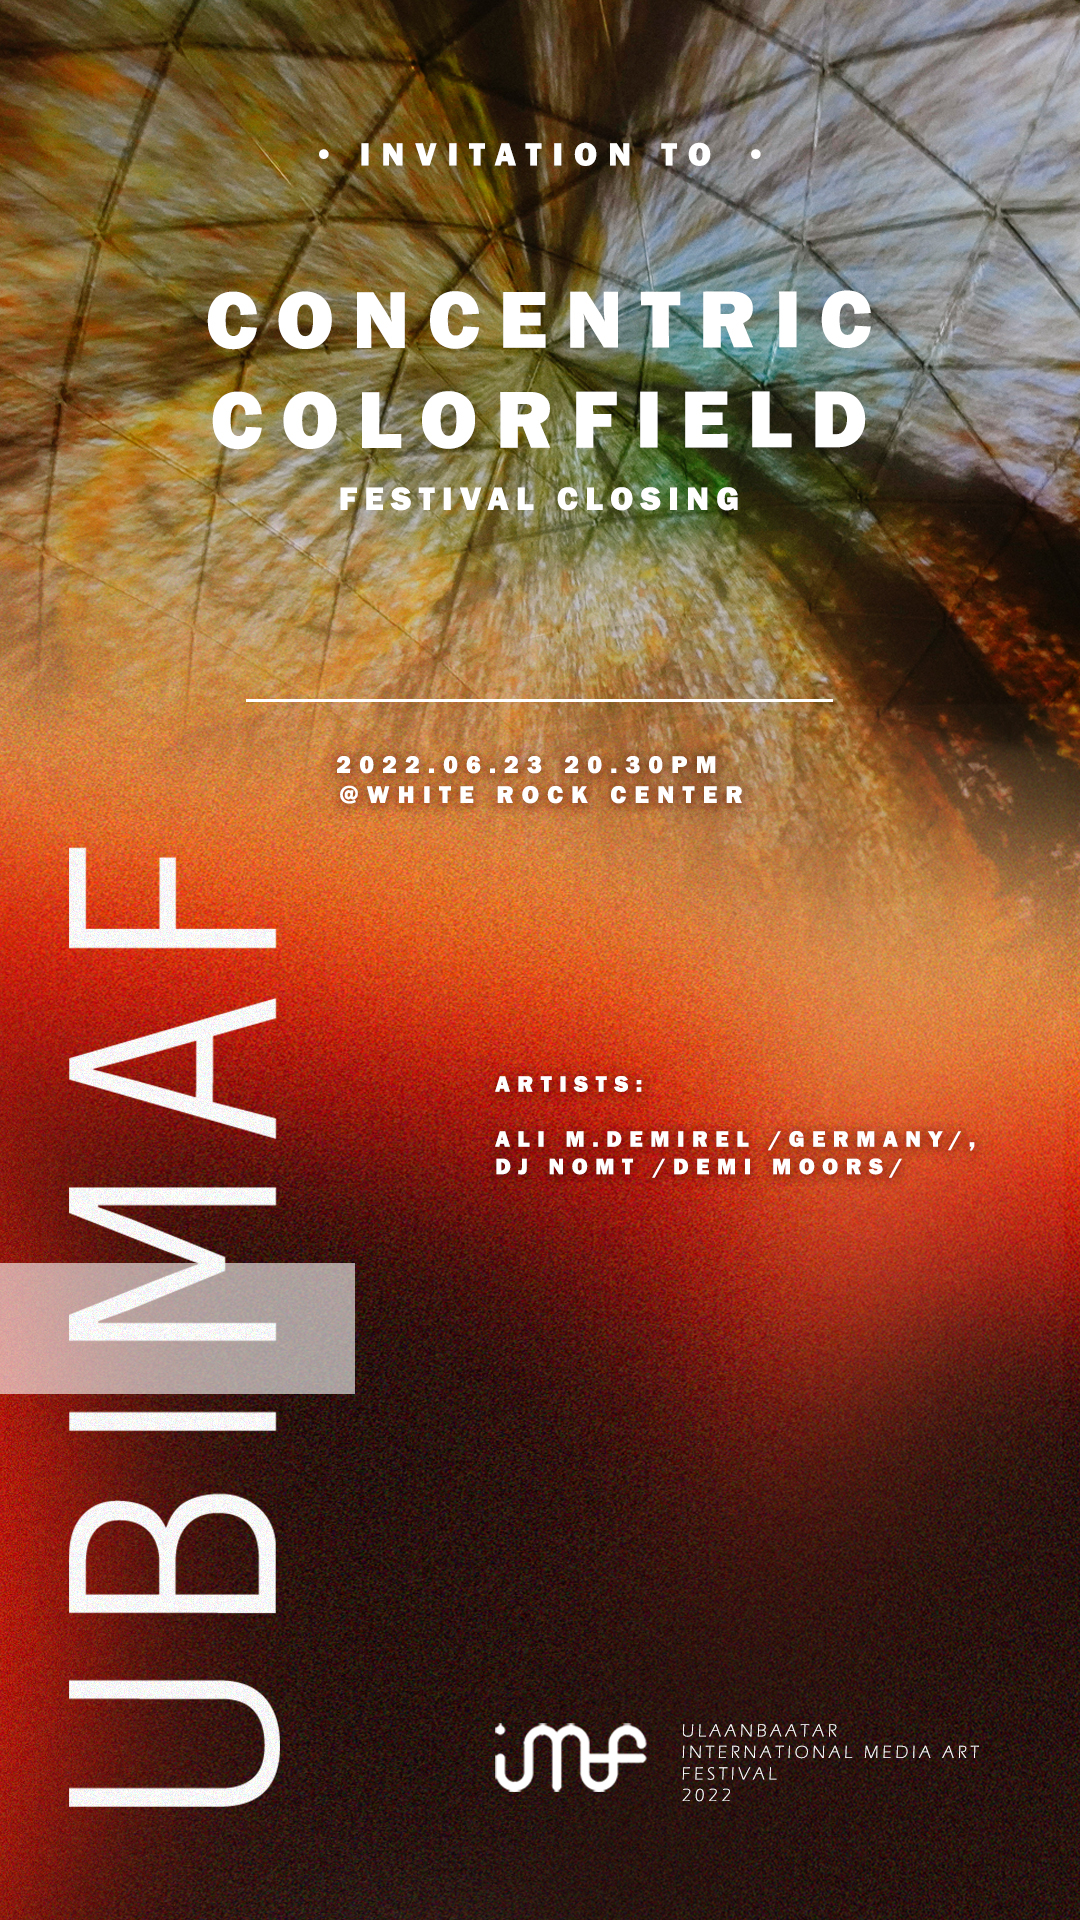 • INVITATION TO •
CONCENTRIC
COLORFIELD
FESTIVAL CLOSING
2022.06.23 20.30PM
@WHITE ROCK CENTER
UBIMAF
ARTISTS:
ALI M.DEMIREL /GERMANY/,
DJ NOMT /DEMI MOORS/
imaf
ULAANBAATAR
INTERNATIONAL MEDIA ART
FESTIVAL
2022